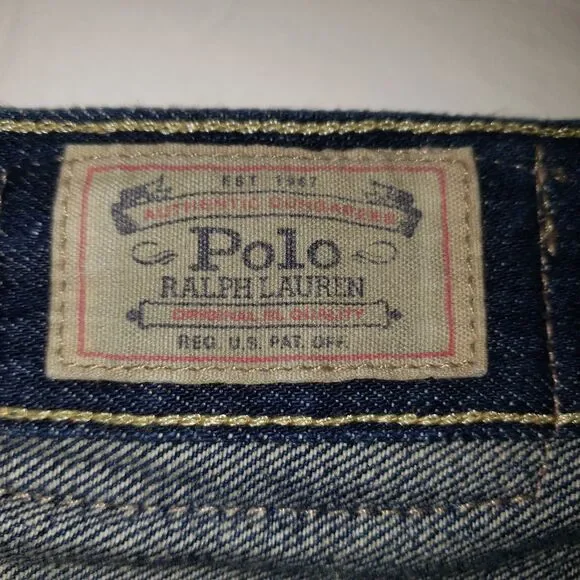 EST. 1967
AUTHENTIC DUNGAREES
Polo
RALPH LAUREN
ORIGINAL RL QUALITY
REG. U.S. PAT. OFF.